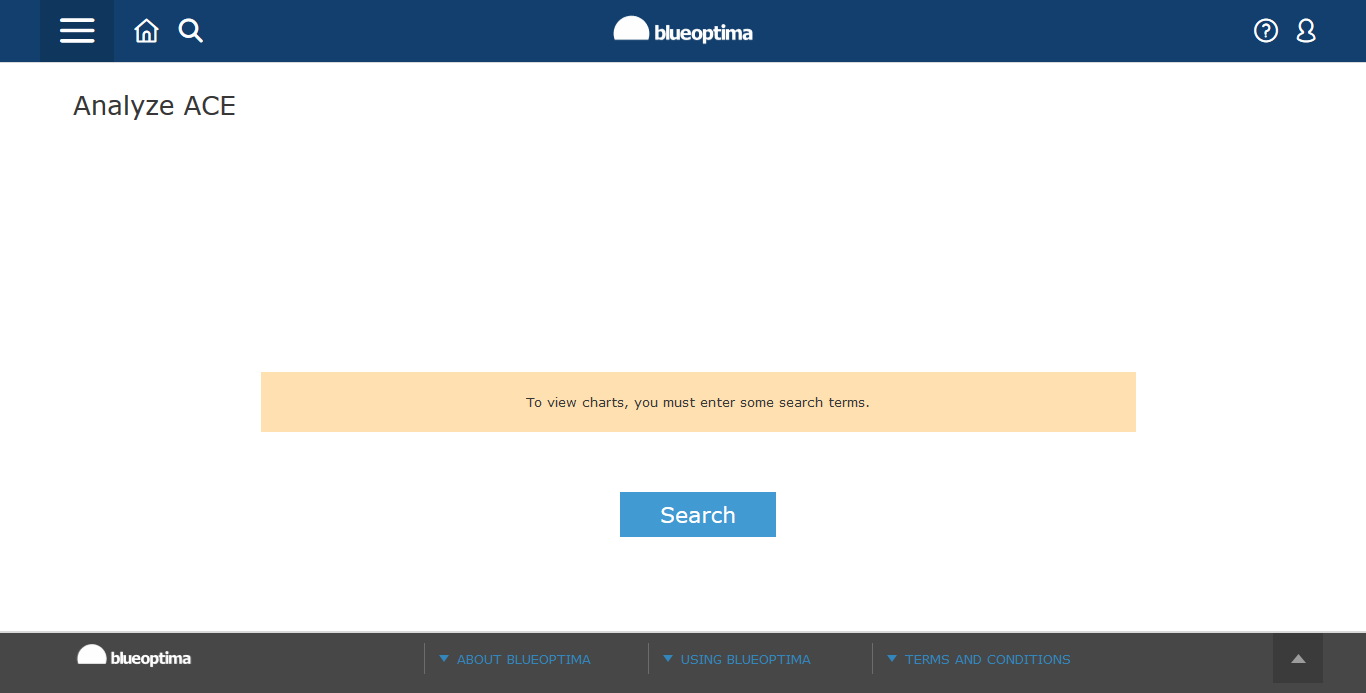 blueoptima
Analyze ACE
To view charts, you must enter some search terms.
Search
blueoptima
ABOUT BLUEOPTIMA
USING BLUEOPTIMA
TERMS AND CONDITIONS